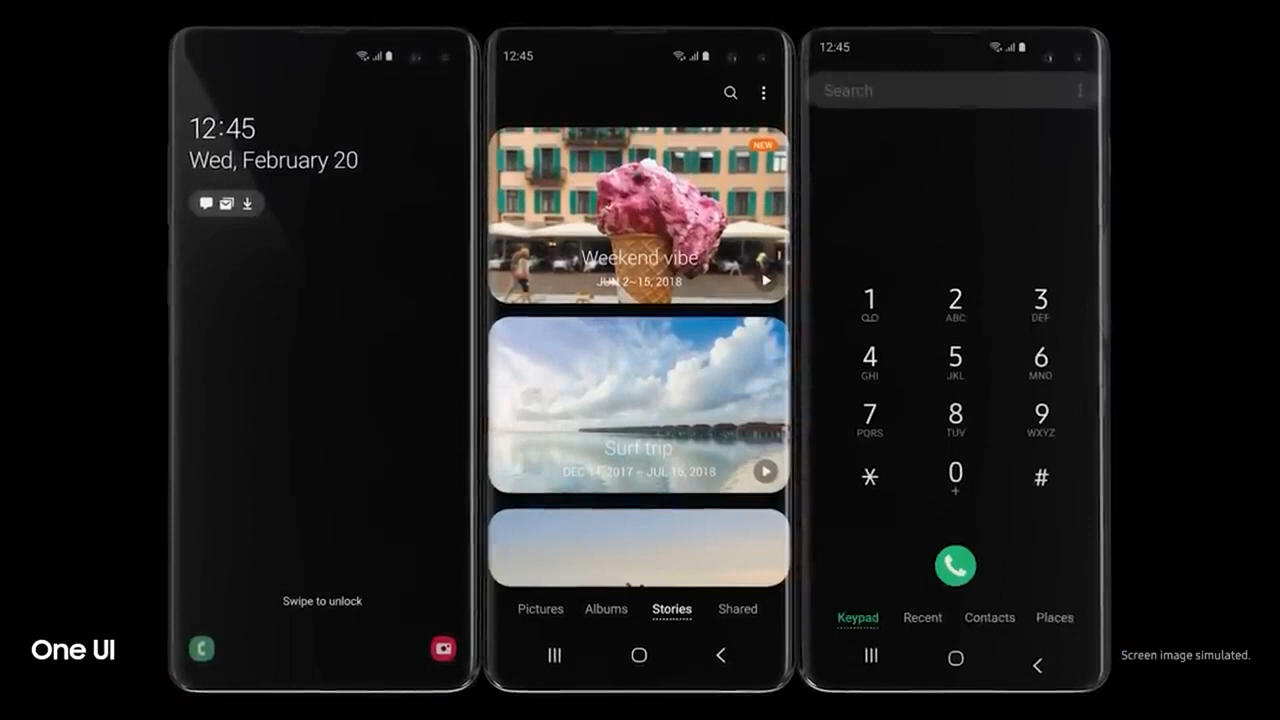 12:45
Wed, February 20
Swipe to unlock
12:45
NEW
Weekend vibe
JUN 2~15, 2018
Surf trip
DEC 14, 2017 ~ JUL 15, 2018
Pictures Albums Stories Shared
12:45
Search
1 2 3
ABC DEF
4 5 6
GHI JKL MNO
7 8 9
PQRS TUV WXYZ
* 0 #
+
Keypad Recent Contacts Places
One UI
Screen image simulated.